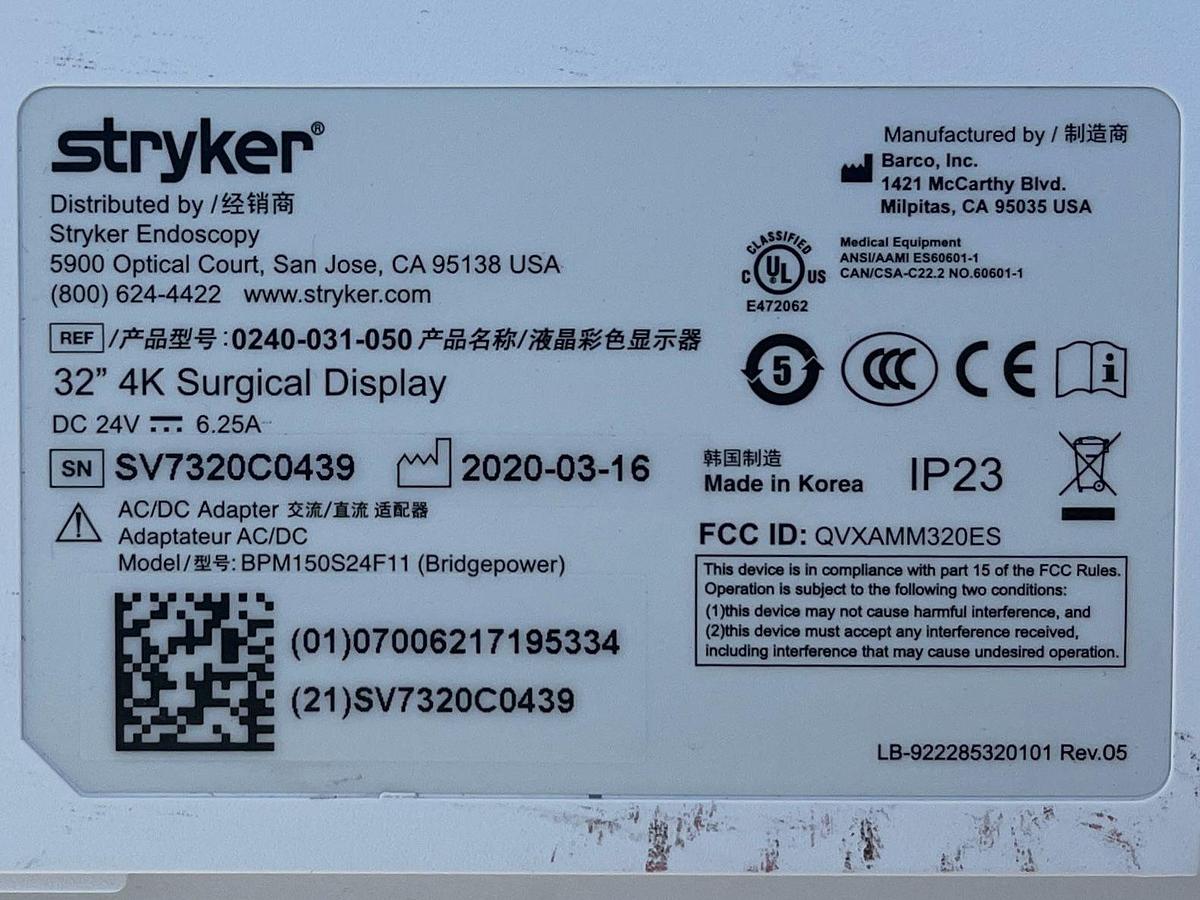 stryker®
Distributed by /经销商
Stryker Endoscopy
5900 Optical Court, San Jose, CA 95138 USA
(800) 624-4422 www.stryker.com
REF /产品型号:0240-031-050 产品名称/液晶彩色显示器
32” 4K Surgical Display
DC 24V 6.25A
SN SV7320C0439 2020-03-16
AC/DC Adapter 交流/直流 适配器
Adaptateur AC/DC
Model/型号: BPM150S24F11 (Bridgepower)
(01)07006217195334
(21)SV7320C0439
Manufactured by / 制造商
Barco, Inc.
1421 McCarthy Blvd.
Milpitas, CA 95035 USA
CLASSIFIED
C UL US
E472062
Medical Equipment
ANSI/AAMI ES60601-1
CAN/CSA-C22.2 NO.60601-1
5 CCC CE i
韩国制造
Made in Korea
IP23
FCC ID: QVXAMM320ES
This device is in compliance with part 15 of the FCC Rules.
Operation is subject to the following two conditions:
(1)this device may not cause harmful interference, and
(2)this device must accept any interference received,
including interference that may cause undesired operation.
LB-922285320101 Rev.05